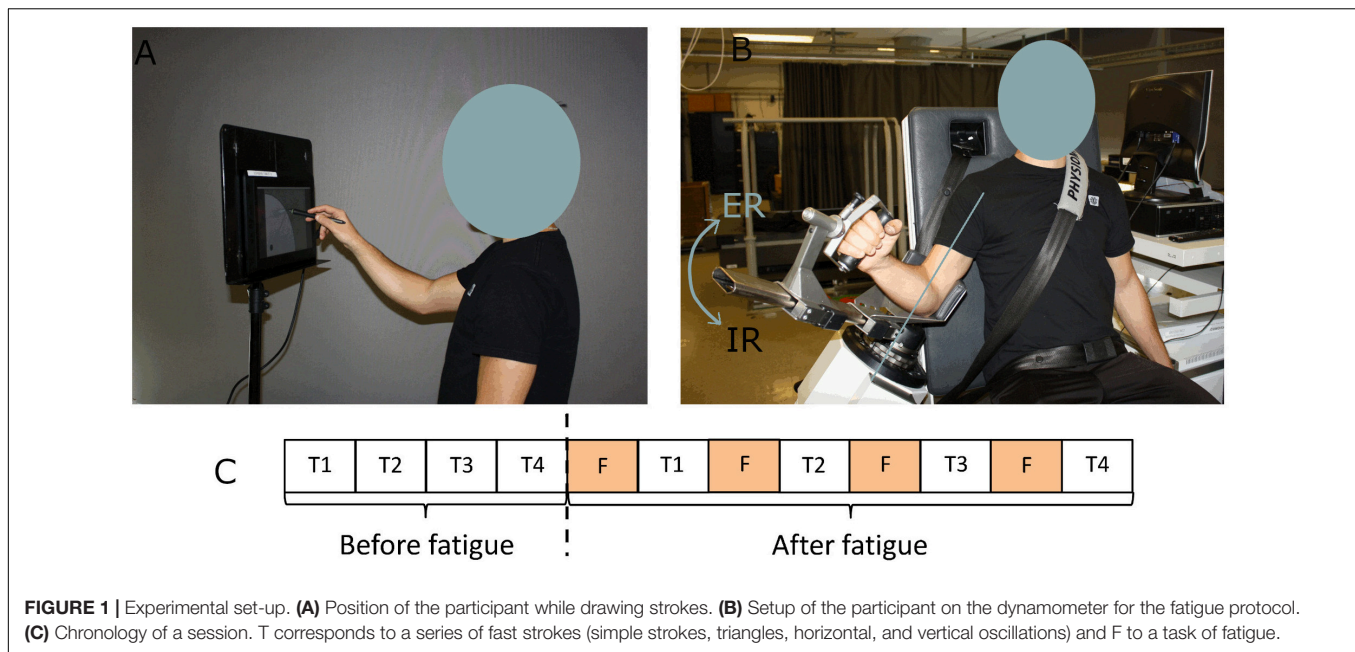 A
B
ER
IR
PHYSIOM
C
T1 T2 T3 T4 F T1 F T2 F T3 F T4
Before fatigue After fatigue
FIGURE 1 | Experimental set-up. (A) Position of the participant while drawing strokes. (B) Setup of the participant on the dynamometer for the fatigue protocol.
(C) Chronology of a session. T corresponds to a series of fast strokes (simple strokes, triangles, horizontal, and vertical oscillations) and F to a task of fatigue.